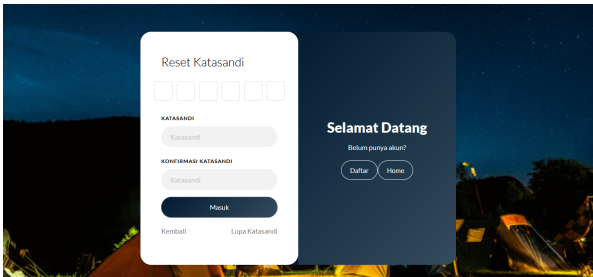 Reset Katasandi
KATASANDI
Katasandi
KONFIRMASI KATASANDI
Katasandi
Masuk
Kembali
Lupa Katasandi
Selamat Datang
Belum punya akun?
Daftar
Home